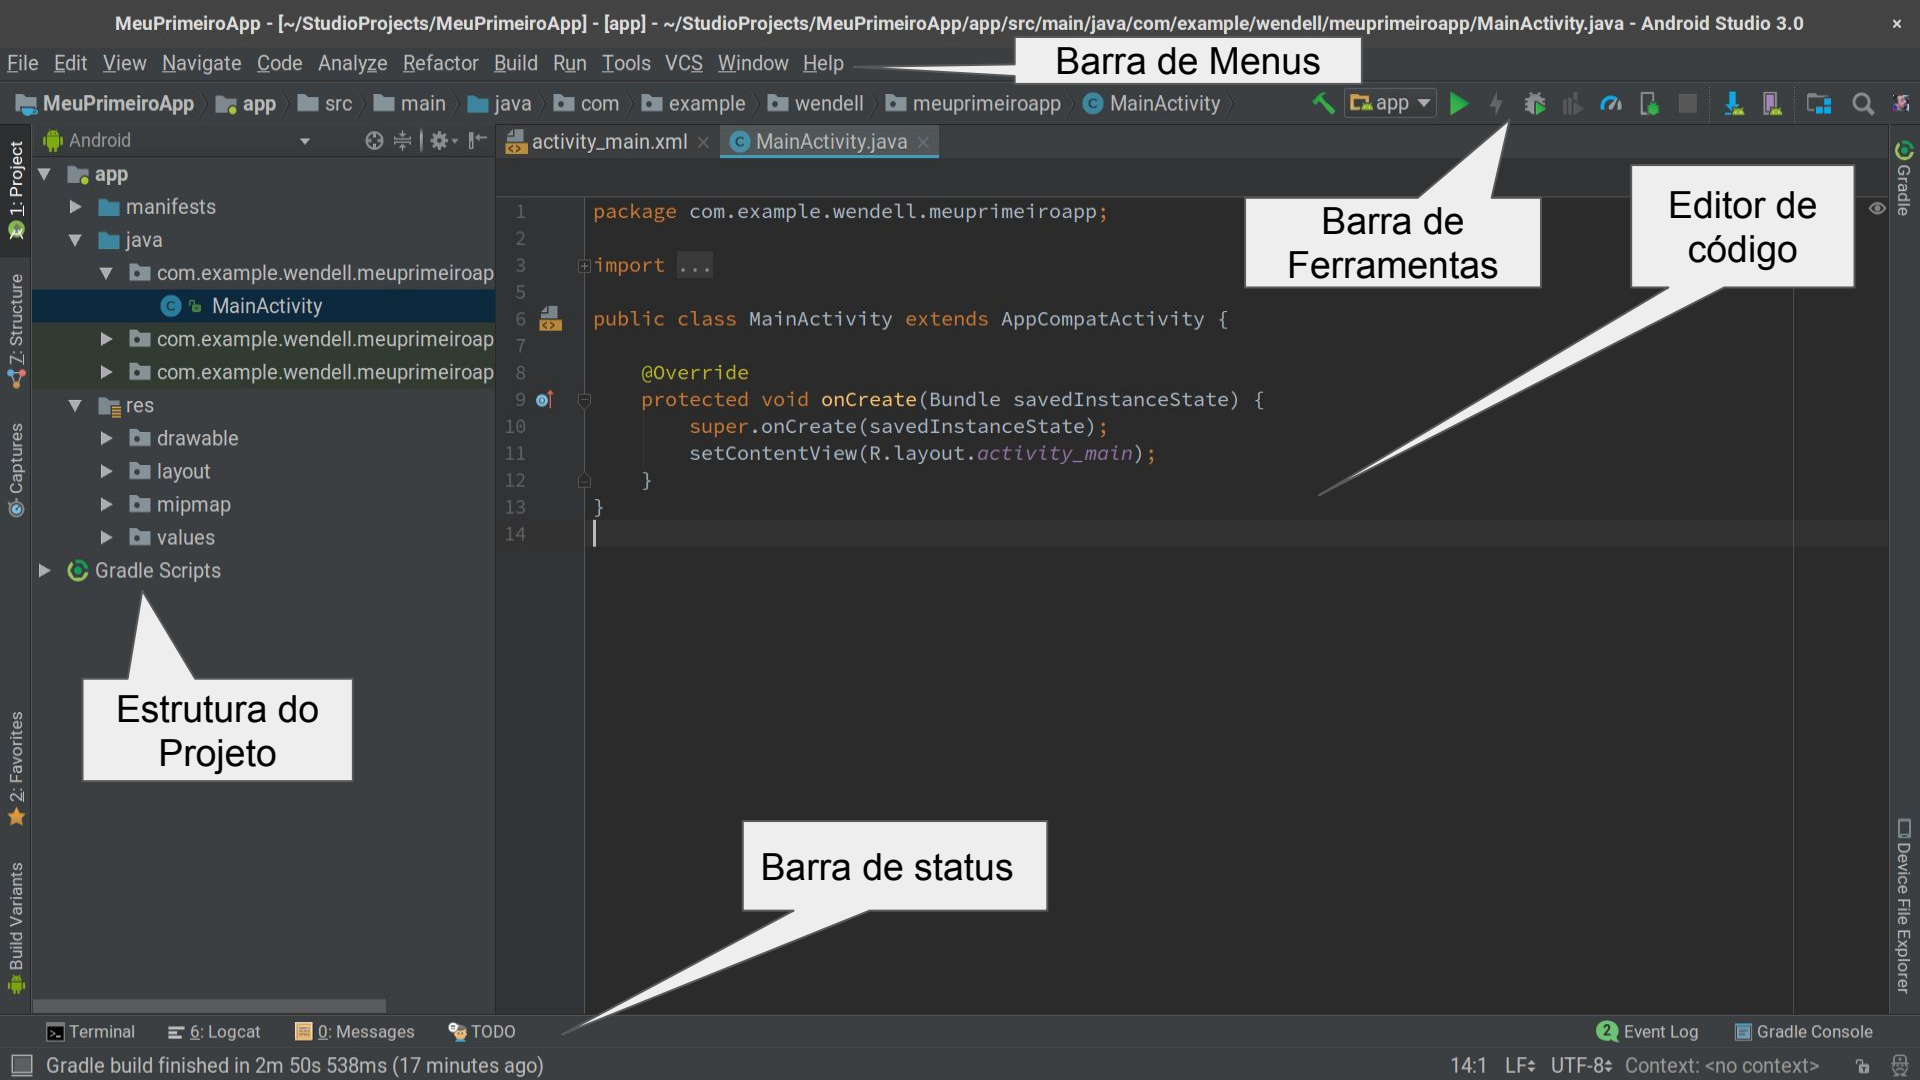 MeuPrimeiroApp - [~/StudioProjects/MeuPrimeiroApp] - [app] - ~/StudioProjects/MeuPrimeiroApp/app/src/main/java/com/example/wendell/meuprimeiroapp/MainActivity.java - Android Studio 3.0
File Edit View Navigate Code Analyze Refactor Build Run Tools VCS Window Help
Barra de Menus
MeuPrimeiroApp app src main java com example wendell meuprimeiroapp MainActivity
app
Android
activity_main.xml
MainActivity.java
1: Project
7: Structure
Captures
2: Favorites
Build Variants
app
manifests
java
com.example.wendell.meuprimeiroap
MainActivity
com.example.wendell.meuprimeiroap
com.example.wendell.meuprimeiroap
res
drawable
layout
mipmap
values
Gradle Scripts
Estrutura do
Projeto
1 package com.example.wendell.meuprimeiroapp;
2
3 import ...
5
6 public class MainActivity extends AppCompatActivity {
7
8 @Override
9 protected void onCreate(Bundle savedInstanceState) {
10 super.onCreate(savedInstanceState);
11 setContentView(R.layout.activity_main);
12 }
13 }
14
Barra de
Ferramentas
Editor de
código
Barra de status
Gradle
Device File Explorer
Terminal 6: Logcat 0: Messages TODO
2 Event Log Gradle Console
Gradle build finished in 2m 50s 538ms (17 minutes ago)
14:1 LF UTF-8 Context: <no context>